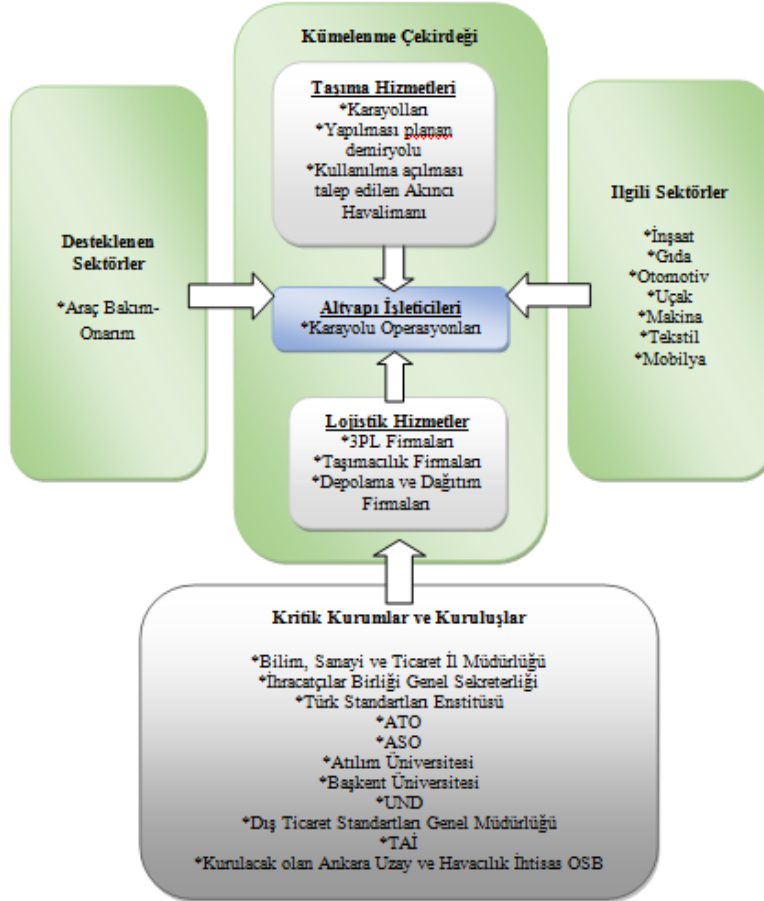 Kümelenme Çekirdeği
Taşıma Hizmetleri
*Karayolları
*Yapılması planan
demiryolu
*Kullanılma açılması
talep edilen Akıncı
Havalimanı
Desteklenen
Sektörler
*Araç Bakım-
Onarım
Altyapı İşleticileri
*Karayolu Operasyonları
Ilgili Sektörler
*İnşaat
*Gıda
*Otomotiv
*Uçak
*Makina
*Tekstil
*Mobilya
Lojistik Hizmetler
*3PL Firmaları
*Taşımacılık Firmaları
*Depolama ve Dağıtım
Firmaları
Kritik Kurumlar ve Kuruluşlar
*Bilim, Sanayi ve Ticaret İl Müdürlüğü
*İhracatçılar Birliği Genel Sekreterliği
*Türk Standartları Enstitüsü
*ATO
*ASO
*Atılım Üniversitesi
*Başkent Üniversitesi
*UND
*Dış Ticaret Standartları Genel Müdürlüğü
*TAİ
*Kurulacak olan Ankara Uzay ve Havacılık İhtisas OSB